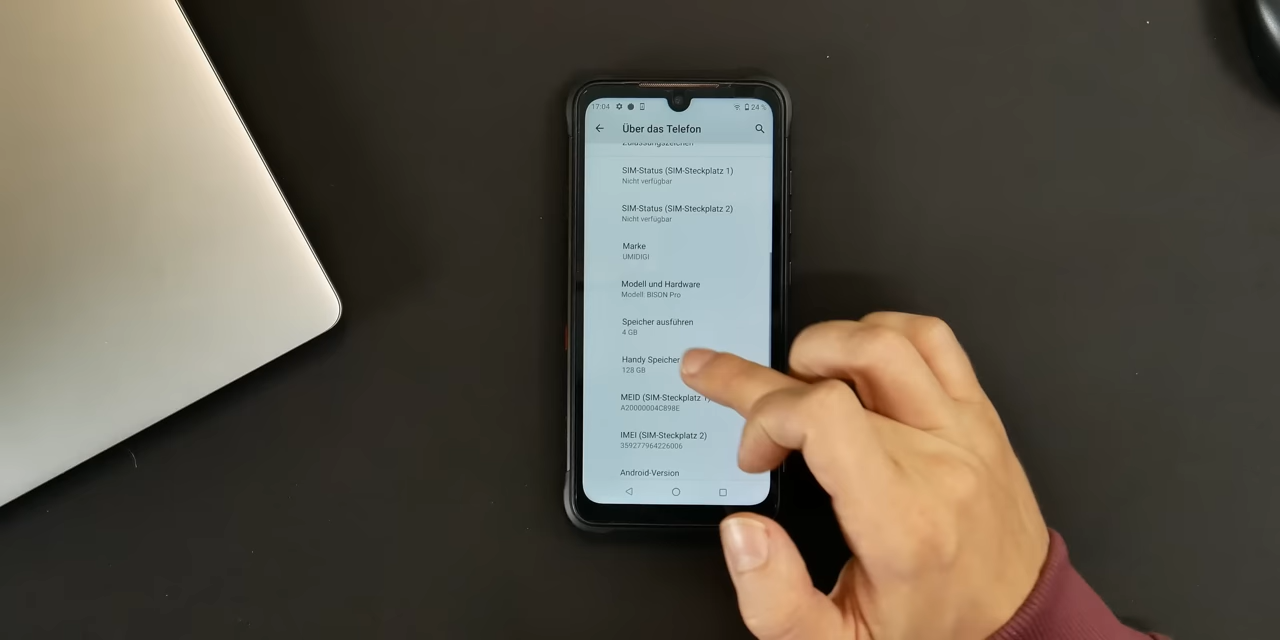 17:04 24 %
Über das Telefon
Zulassungszeichen
SIM-Status (SIM-Steckplatz 1)
Nicht verfügbar
SIM-Status (SIM-Steckplatz 2)
Nicht verfügbar
Marke
UMIDIGI
Modell und Hardware
Modell: BISON Pro
Speicher ausführen
4 GB
Handy Speicher
128 GB
MEID (SIM-Steckplatz 1)
A20000004C898E
IMEI (SIM-Steckplatz 2)
359277964226006
Android-Version